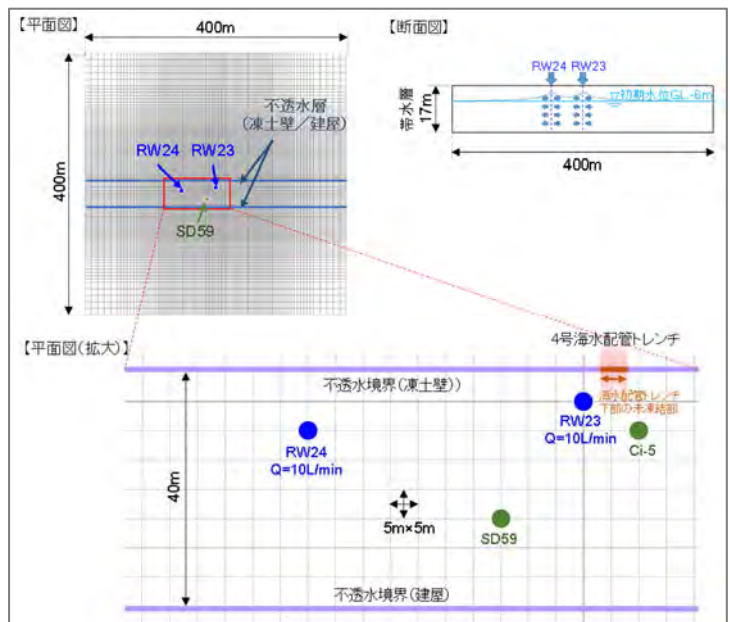 【平面図】
400m
400m
不透水層
(凍土壁／建屋)
RW24
RW23
SD59
【断面図】
RW24 RW23
▽初期水位GL.-6m
帯水層
17m
400m
【平面図(拡大)】
4号海水配管トレンチ
不透水境界(凍土壁))
海水配管トレンチ
下部の未凍結部
RW23
Q=10L/min
RW24
Q=10L/min
Ci-5
40m
5m×5m
SD59
不透水境界(建屋)